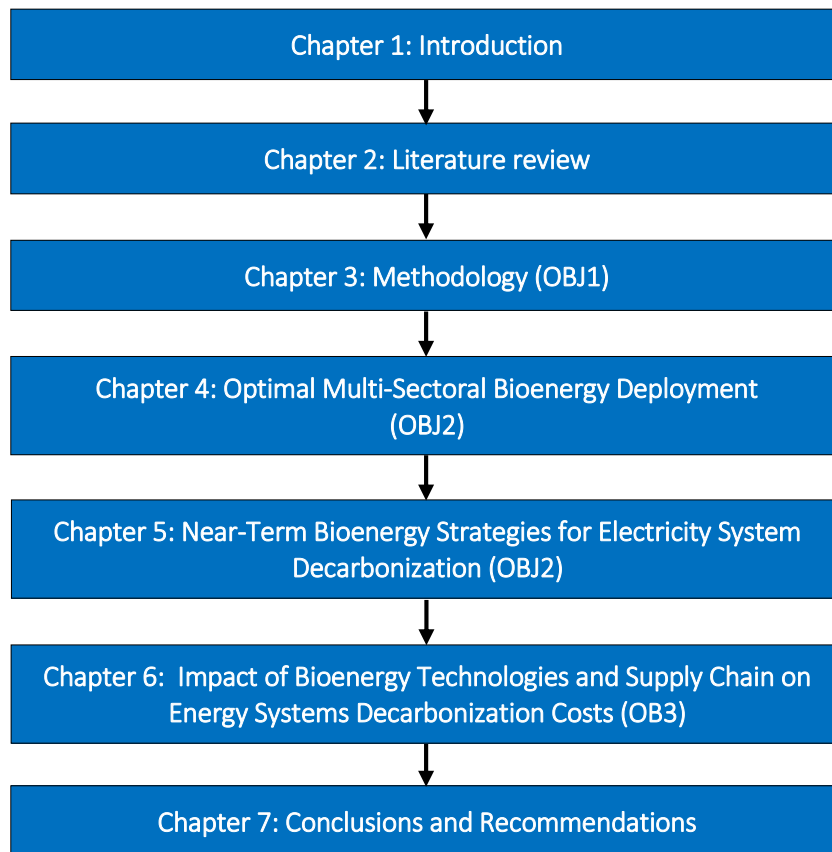 Chapter 1: Introduction
Chapter 2: Literature review
Chapter 3: Methodology (OBJ1)
Chapter 4: Optimal Multi-Sectoral Bioenergy Deployment
(OBJ2)
Chapter 5: Near-Term Bioenergy Strategies for Electricity System
Decarbonization (OBJ2)
Chapter 6:  Impact of Bioenergy Technologies and Supply Chain on
Energy Systems Decarbonization Costs (OB3)
Chapter 7: Conclusions and Recommendations